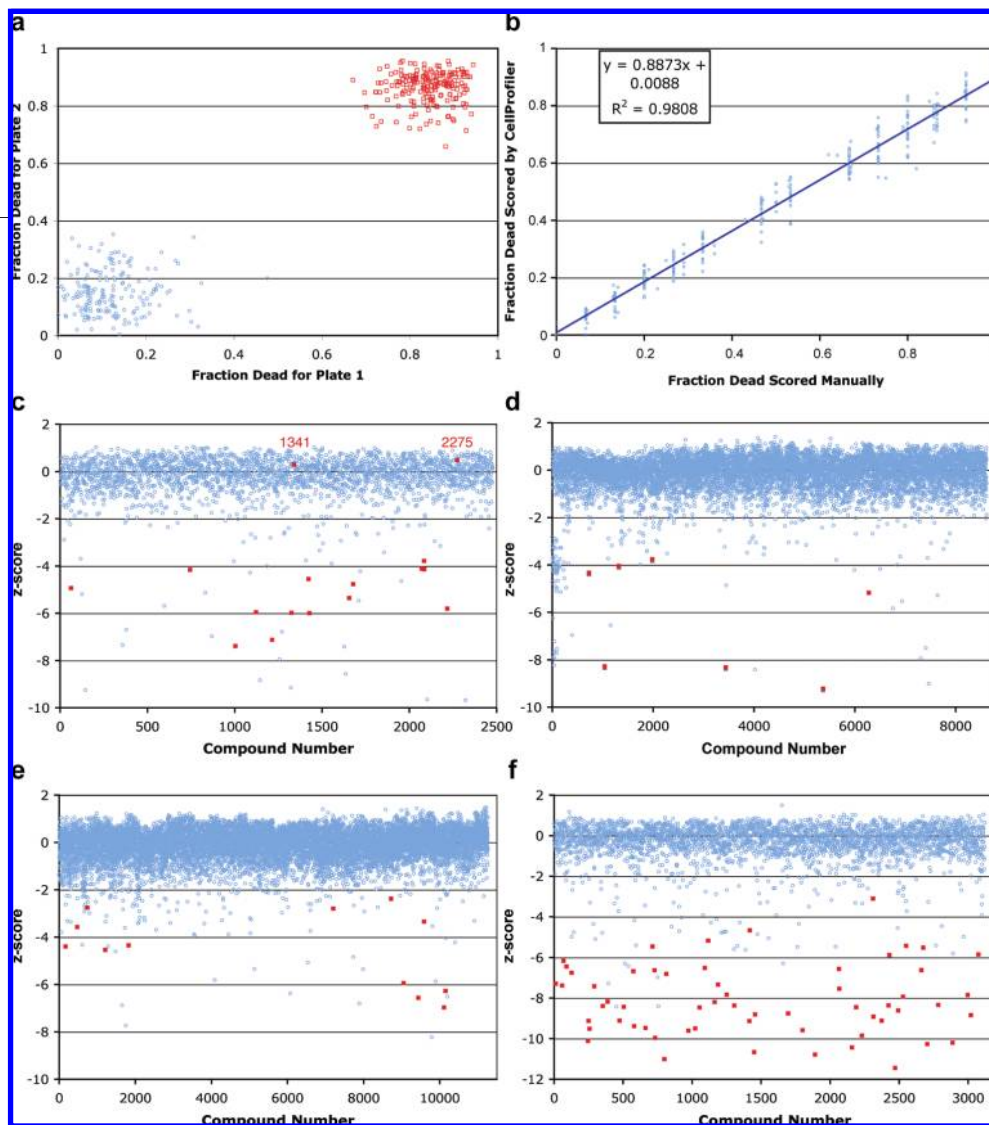 a
1
0.8
0.6
0.4
0.2
0
0 0.2 0.4 0.6 0.8 1
Fraction Dead for Plate 2
Fraction Dead for Plate 1
b
1
0.8
0.6
0.4
0.2
0
0 0.2 0.4 0.6 0.8
y = 0.8873x +
0.0088
R² = 0.9808
Fraction Dead Scored by CellProfiler
Fraction Dead Scored Manually
c
2
0
-2
-4
-6
-8
-10
0 500 1000 1500 2000 2500
1341
2275
z-score
Compound Number
d
2
0
-2
-4
-6
-8
-10
0 2000 4000 6000 8000
z-score
Compound Number
e
2
0
-2
-4
-6
-8
-10
0 2000 4000 6000 8000 10000
z-score
Compound Number
f
2
0
-2
-4
-6
-8
-10
-12
0 500 1000 1500 2000 2500 3000
z-score
Compound Number